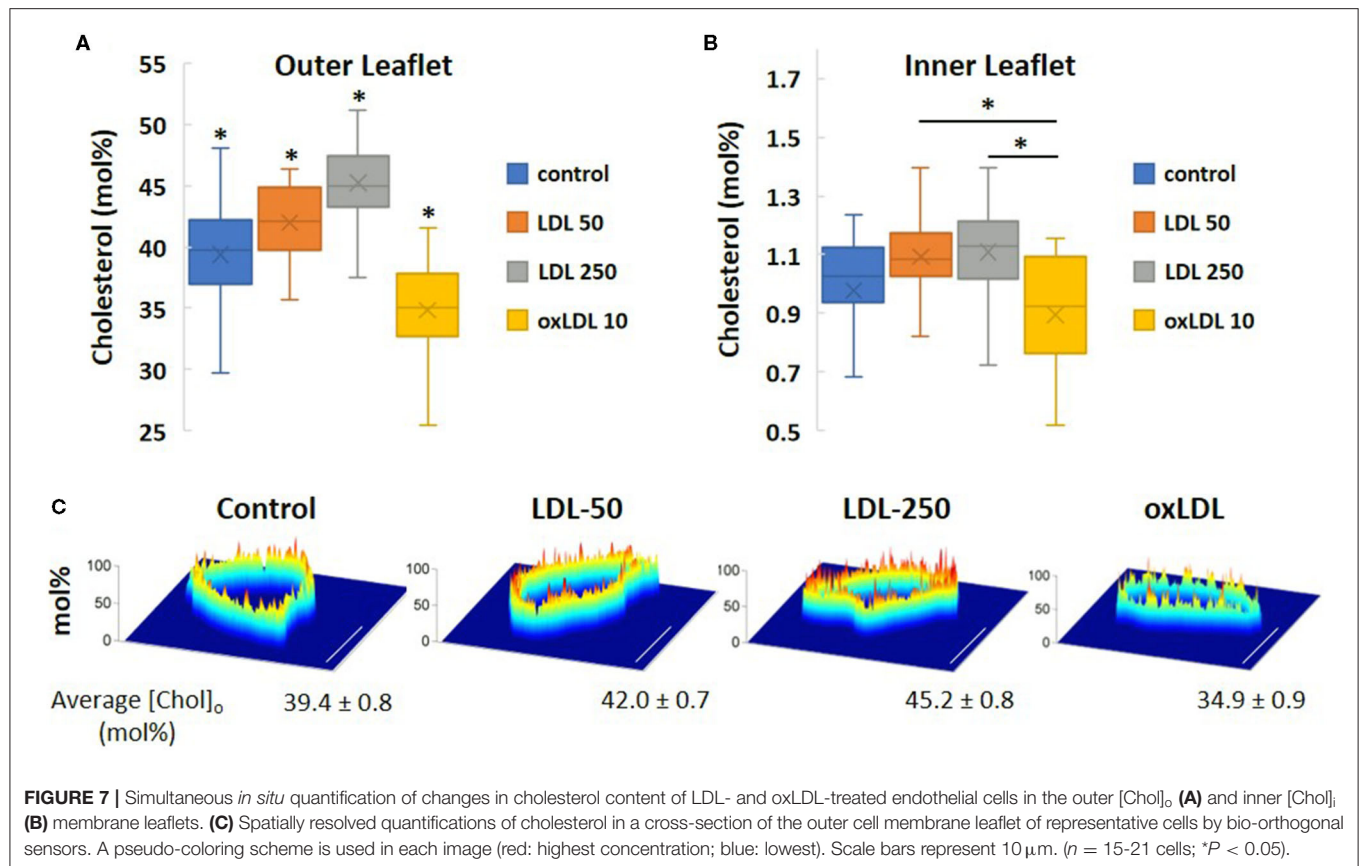 A
Outer Leaflet
55
50
45
40
35
30
25
Cholesterol (mol%)
*
*
*
*
control
LDL 50
LDL 250
oxLDL 10
B
Inner Leaflet
1.7
1.5
1.3
1.1
0.9
0.7
0.5
Cholesterol (mol%)
*
*
control
LDL 50
LDL 250
oxLDL 10
C
Control
LDL-50
LDL-250
oxLDL
mol%
100
50
0
100
50
0
100
50
0
100
50
0
Average [Chol]ₒ 39.4 ± 0.8 42.0 ± 0.7 45.2 ± 0.8 34.9 ± 0.9
(mol%)
FIGURE 7 | Simultaneous in situ quantification of changes in cholesterol content of LDL- and oxLDL-treated endothelial cells in the outer [Chol]ₒ (A) and inner [Chol]ᵢ
(B) membrane leaflets. (C) Spatially resolved quantifications of cholesterol in a cross-section of the outer cell membrane leaflet of representative cells by bio-orthogonal
sensors. A pseudo-coloring scheme is used in each image (red: highest concentration; blue: lowest). Scale bars represent 10 μm. (n = 15-21 cells; *P < 0.05).